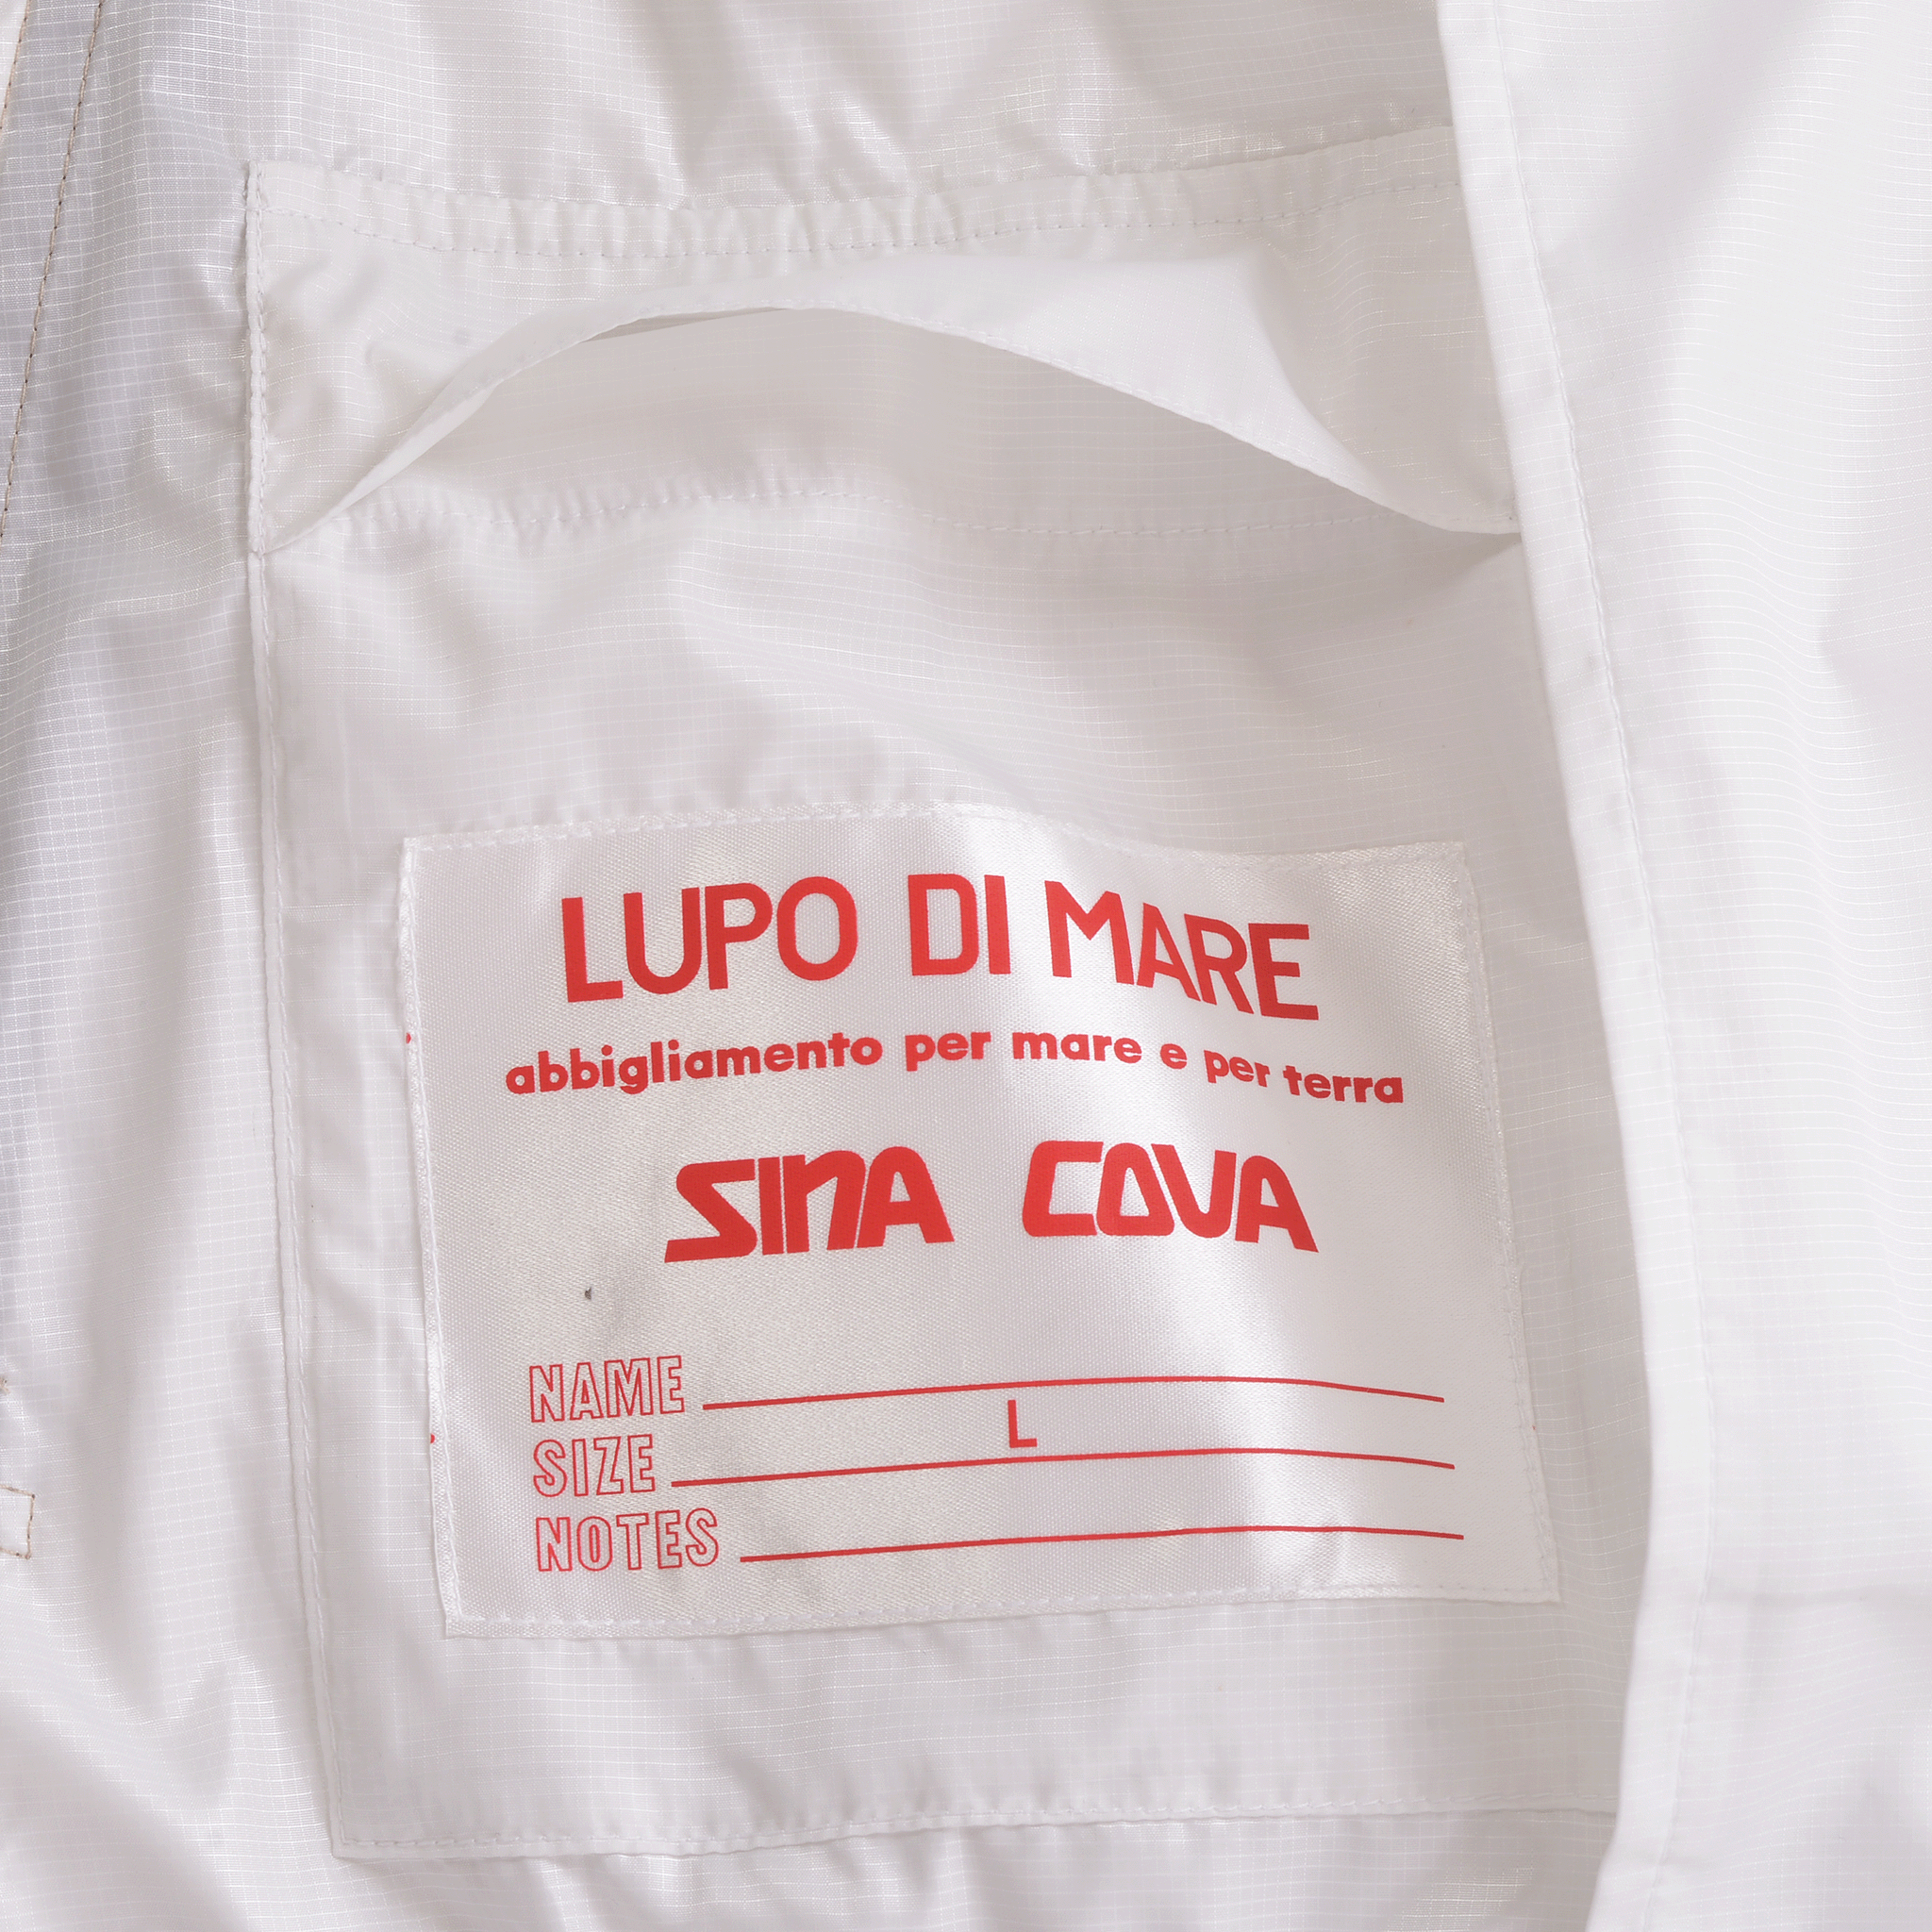 LUPO DI MARE
abbigliamento per mare e per terra
SINA COVA
NAME
SIZE L
NOTES